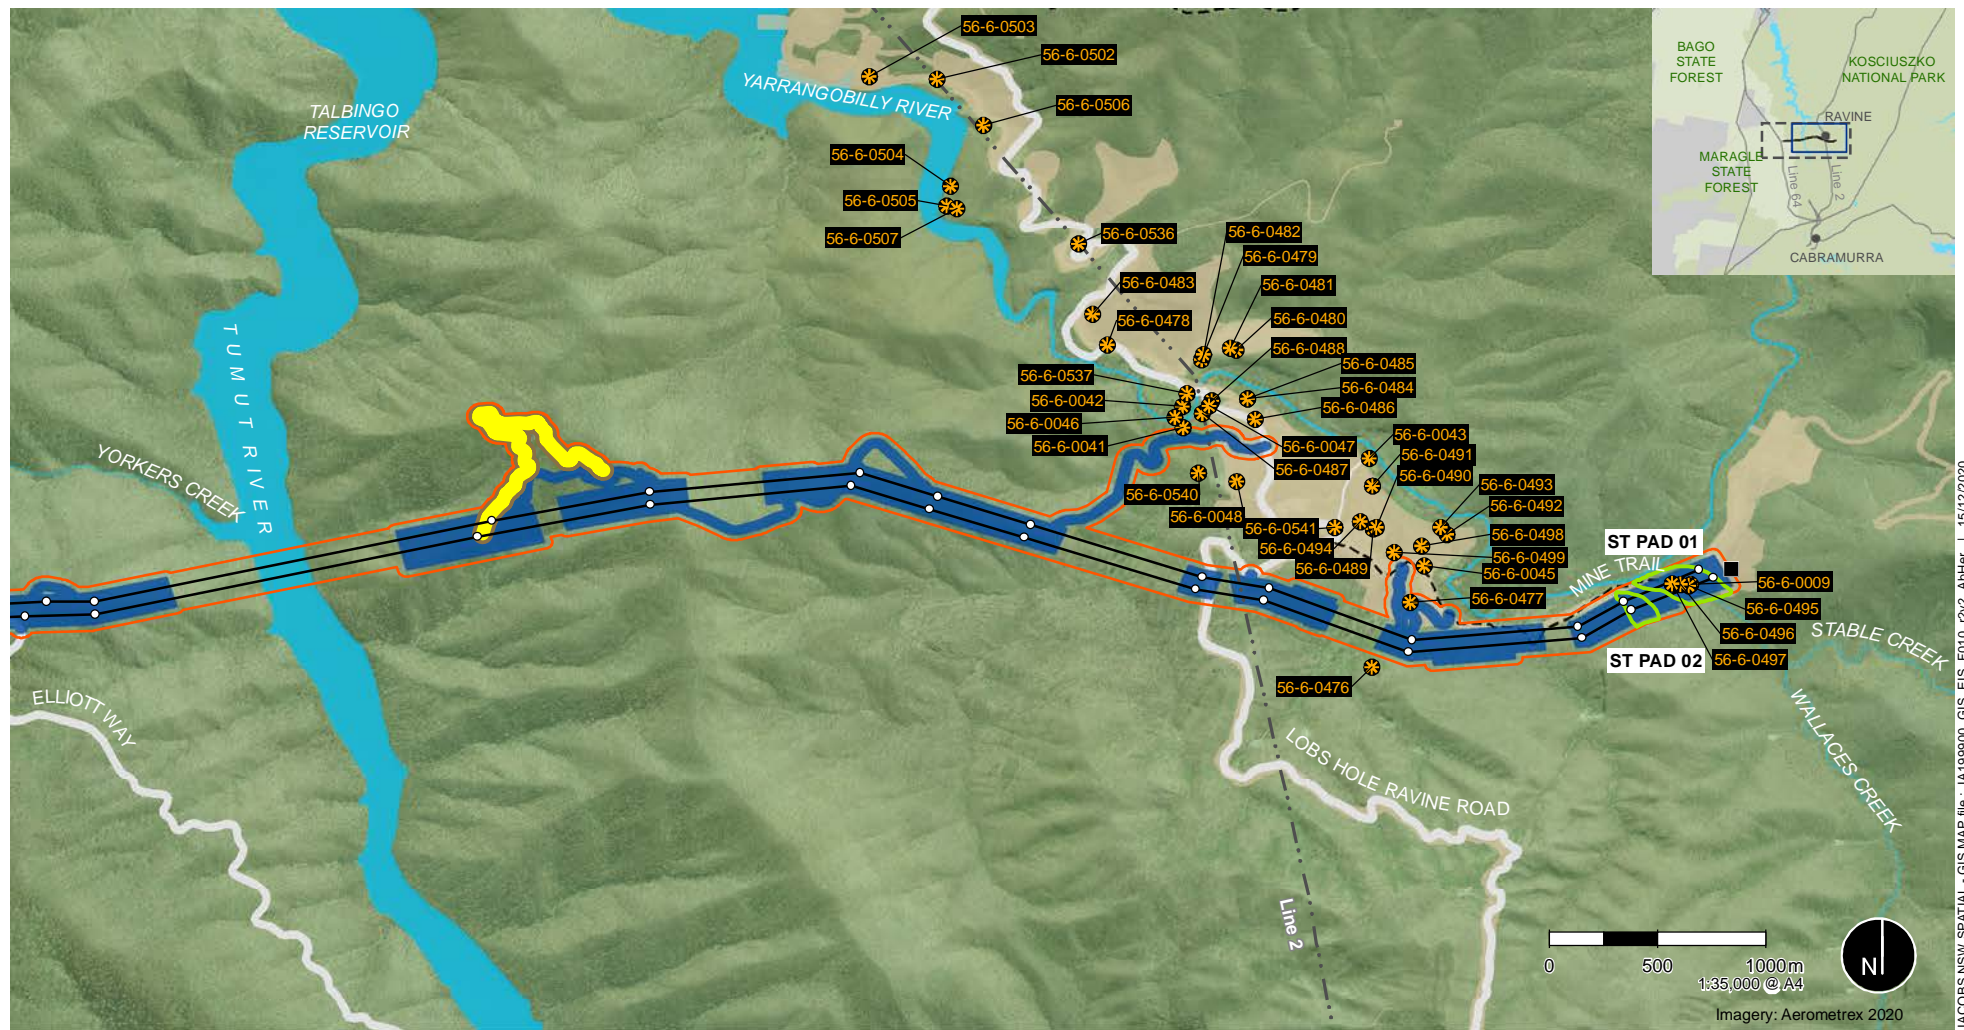 56-6-0503
56-6-0502
56-6-0506
56-6-0504
56-6-0505
56-6-0507
YARRANGOBILLY RIVER
TALBINGO
RESERVOIR
BAGO
STATE
FOREST
KOSCIUSZKO
NATIONAL PARK
RAVINE
MARAGLE
STATE
FOREST
Line 64
Line 2
CABRAMURRA
56-6-0536
56-6-0482
56-6-0479
56-6-0483
56-6-0481
56-6-0478
56-6-0480
56-6-0488
56-6-0485
56-6-0537
56-6-0484
56-6-0042
56-6-0486
56-6-0046
56-6-0041
56-6-0047
56-6-0043
56-6-0491
56-6-0487
56-6-0490
56-6-0540
56-6-0493
56-6-0492
56-6-0048
56-6-0541
56-6-0498
56-6-0494
56-6-0499
56-6-0489
56-6-0045
56-6-0477
56-6-0476
TUMUT RIVER
YORKERS CREEK
ELLIOTT WAY
ST PAD 01
MINE TRAIL
56-6-0009
56-6-0495
56-6-0496
56-6-0497
ST PAD 02
STABLE CREEK
WALLACES CREEK
LOBS HOLE RAVINE ROAD
Line 2
0 500 1000m
1:35,000 @ A4
N
Imagery: Aerometrex 2020